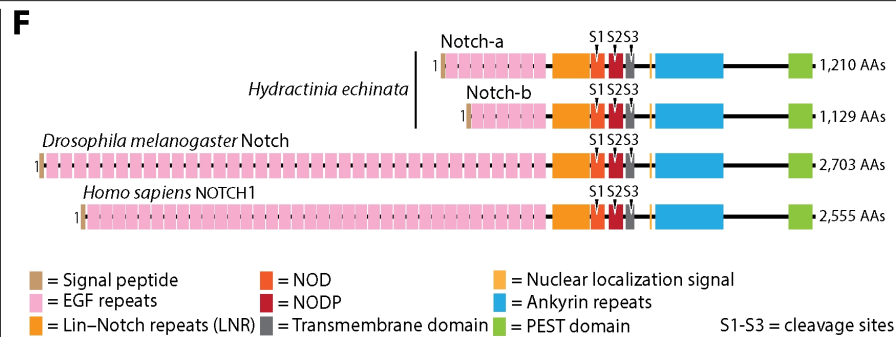 F
Notch-a
S1 S2 S3
1
1,210 AAs
Hydractinia echinata
Notch-b
S1 S2 S3
1
1,129 AAs
Drosophila melanogaster Notch
S1 S2 S3
1
2,703 AAs
Homo sapiens NOTCH1
S1 S2 S3
1
2,555 AAs
= Signal peptide
= NOD
= Nuclear localization signal
= EGF repeats
= NODP
= Ankyrin repeats
= Lin–Notch repeats (LNR)
= Transmembrane domain
= PEST domain
S1-S3 = cleavage sites